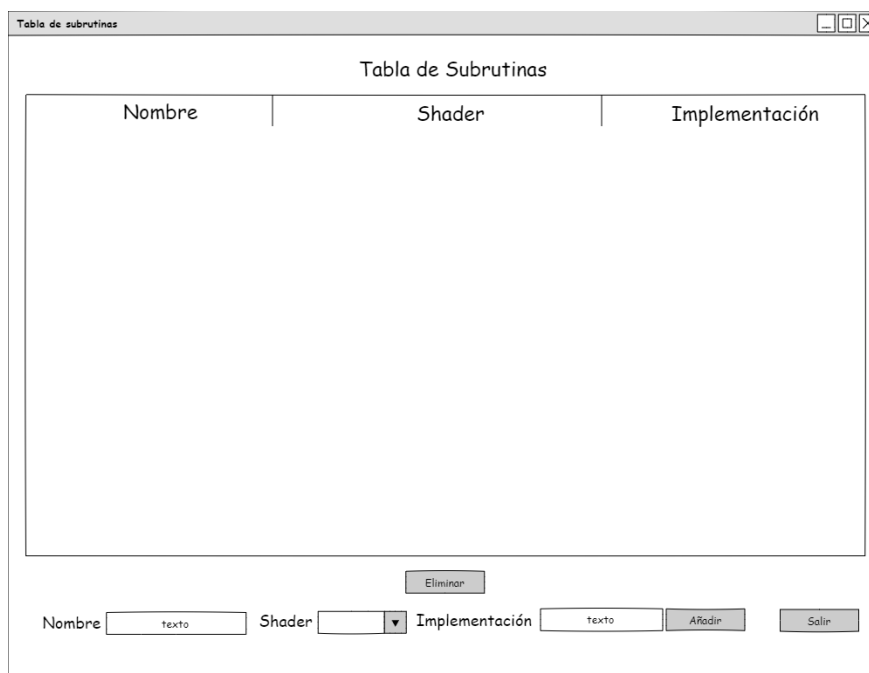 Tabla de subrutinas
Tabla de Subrutinas
Nombre Shader Implementación
Eliminar
Nombre texto Shader Implementación texto Añadir Salir